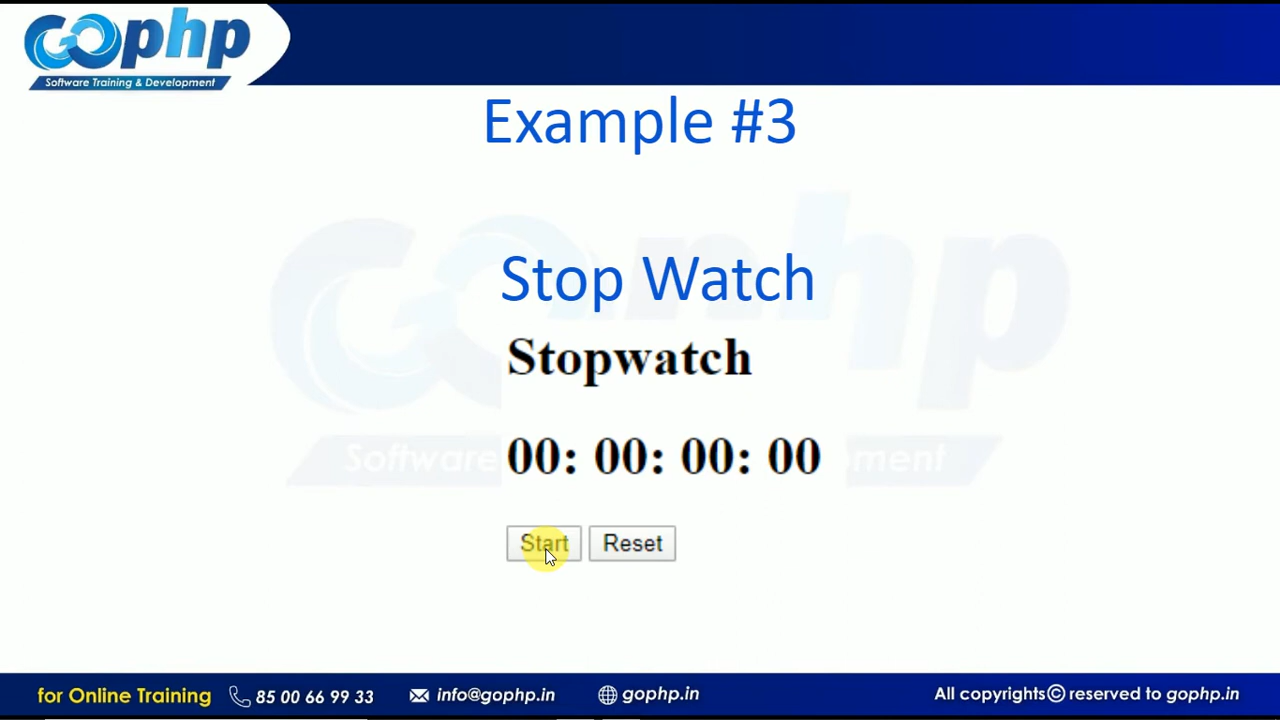 GOphp
Software Training & Development
Example #3
Stop Watch
Stopwatch
00: 00: 00: 00
Start Reset
for Online Training 85 00 66 99 33 info@gophp.in gophp.in All copyrights© reserved to gophp.in